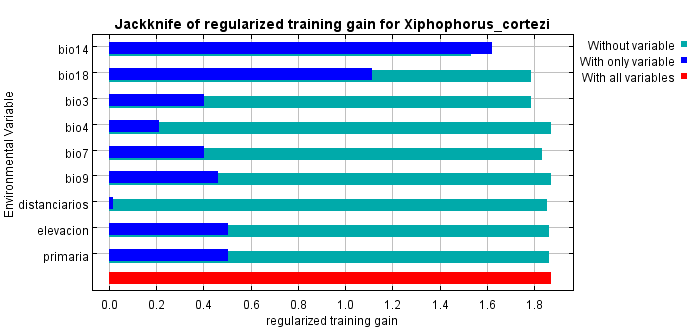 Jackknife of regularized training gain for Xiphophorus_cortezi
Environmental Variable
bio14
bio18
bio3
bio4
bio7
bio9
distanciarios
elevacion
primaria
0.0 0.2 0.4 0.6 0.8 1.0 1.2 1.4 1.6 1.8
regularized training gain
Without variable
With only variable
With all variables